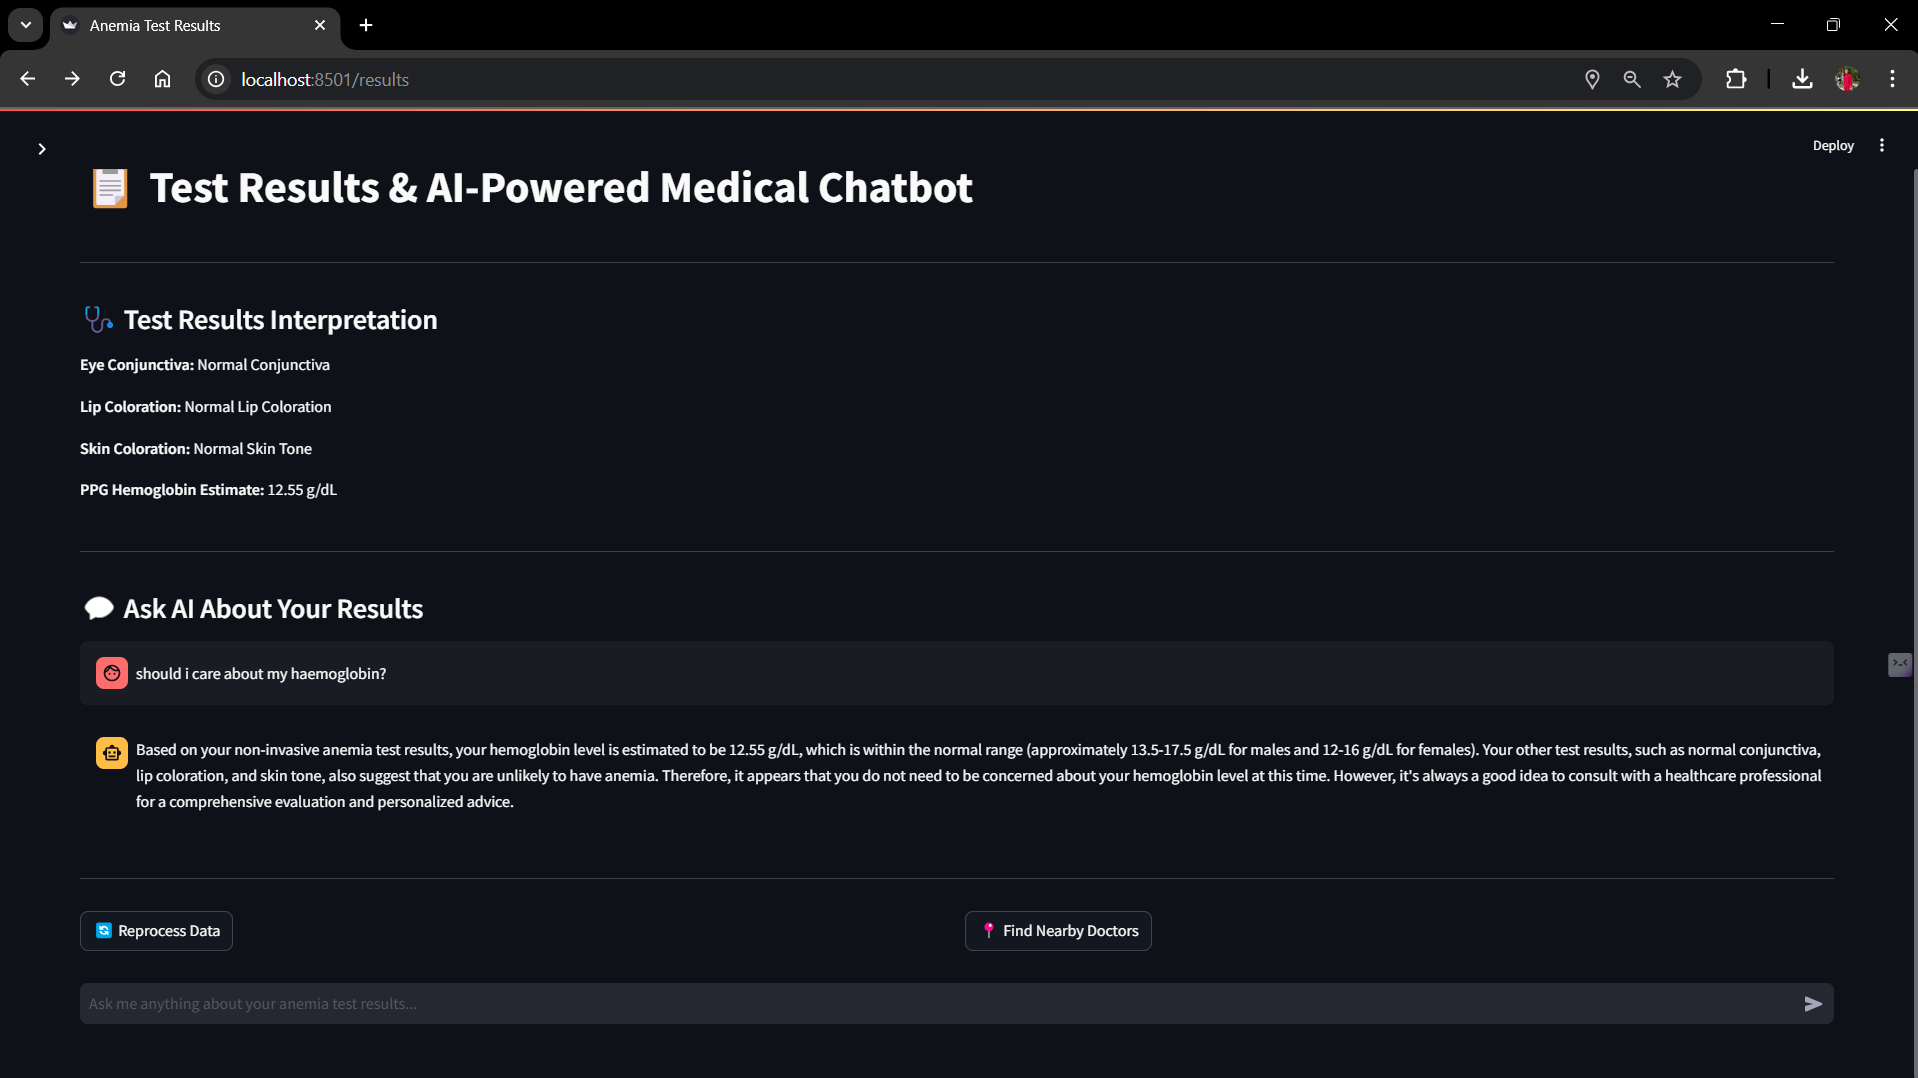 Anemia Test Results
localhost:8501/results
Deploy
Test Results & AI-Powered Medical Chatbot
Test Results Interpretation
Eye Conjunctiva: Normal Conjunctiva
Lip Coloration: Normal Lip Coloration
Skin Coloration: Normal Skin Tone
PPG Hemoglobin Estimate: 12.55 g/dL
Ask AI About Your Results
should i care about my haemoglobin?
Based on your non-invasive anemia test results, your hemoglobin level is estimated to be 12.55 g/dL, which is within the normal range (approximately 13.5-17.5 g/dL for males and 12-16 g/dL for females). Your other test results, such as normal conjunctiva,
lip coloration, and skin tone, also suggest that you are unlikely to have anemia. Therefore, it appears that you do not need to be concerned about your hemoglobin level at this time. However, it's always a good idea to consult with a healthcare professional
for a comprehensive evaluation and personalized advice.
Reprocess Data
Find Nearby Doctors
Ask me anything about your anemia test results...